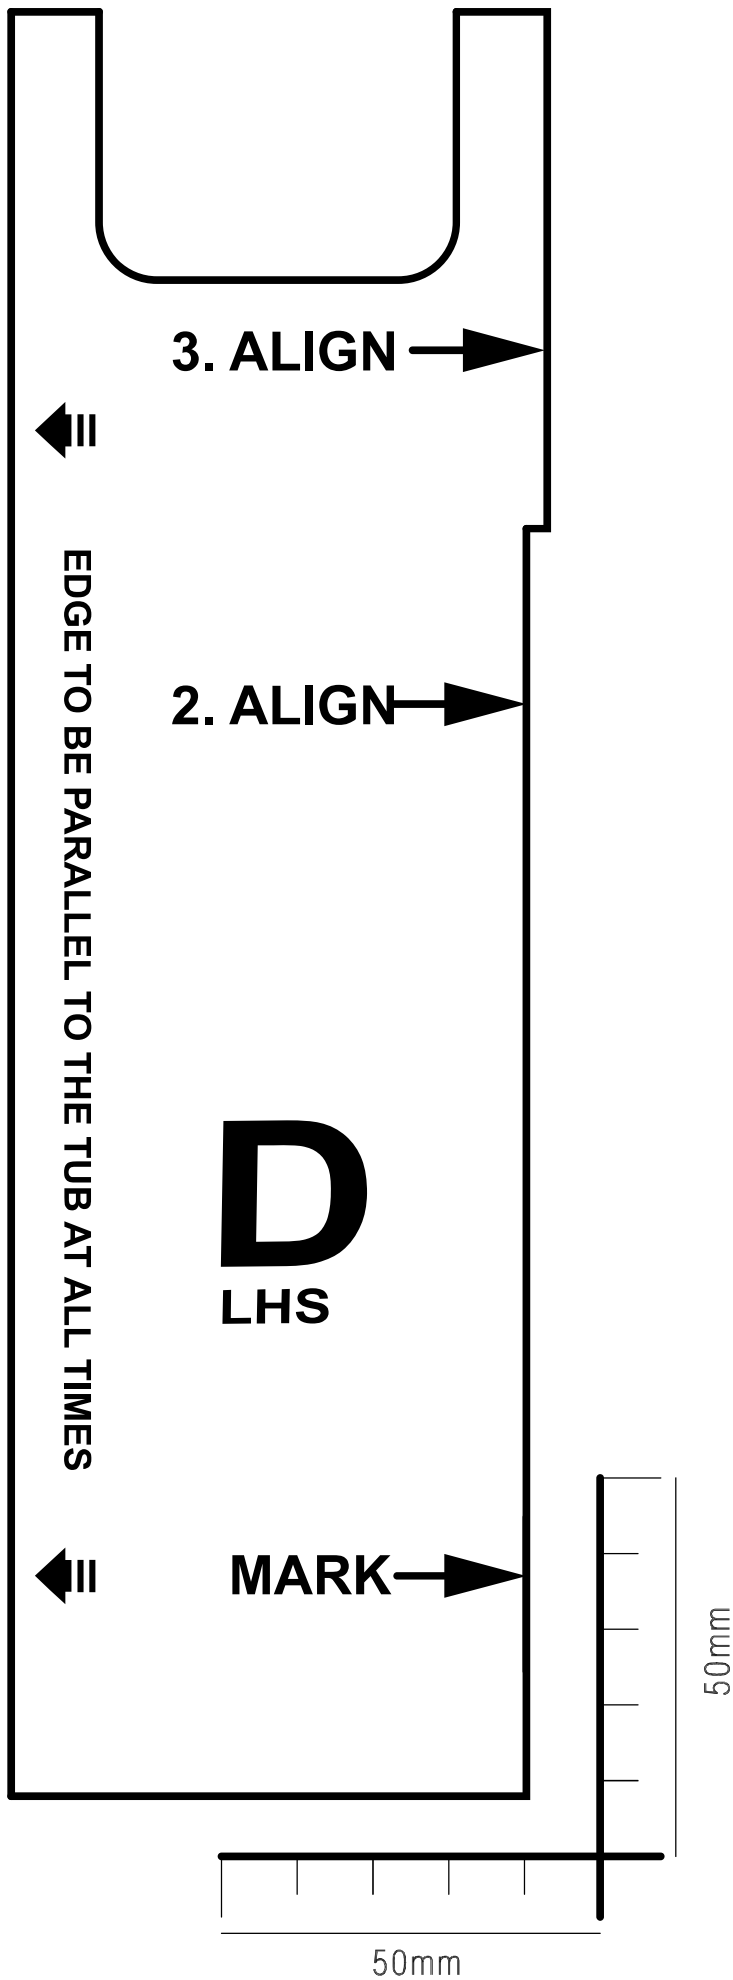 3. ALIGN
EDGE TO BE PARALLEL TO THE TUB AT ALL TIMES
2. ALIGN
D
LHS
MARK
50mm
50mm